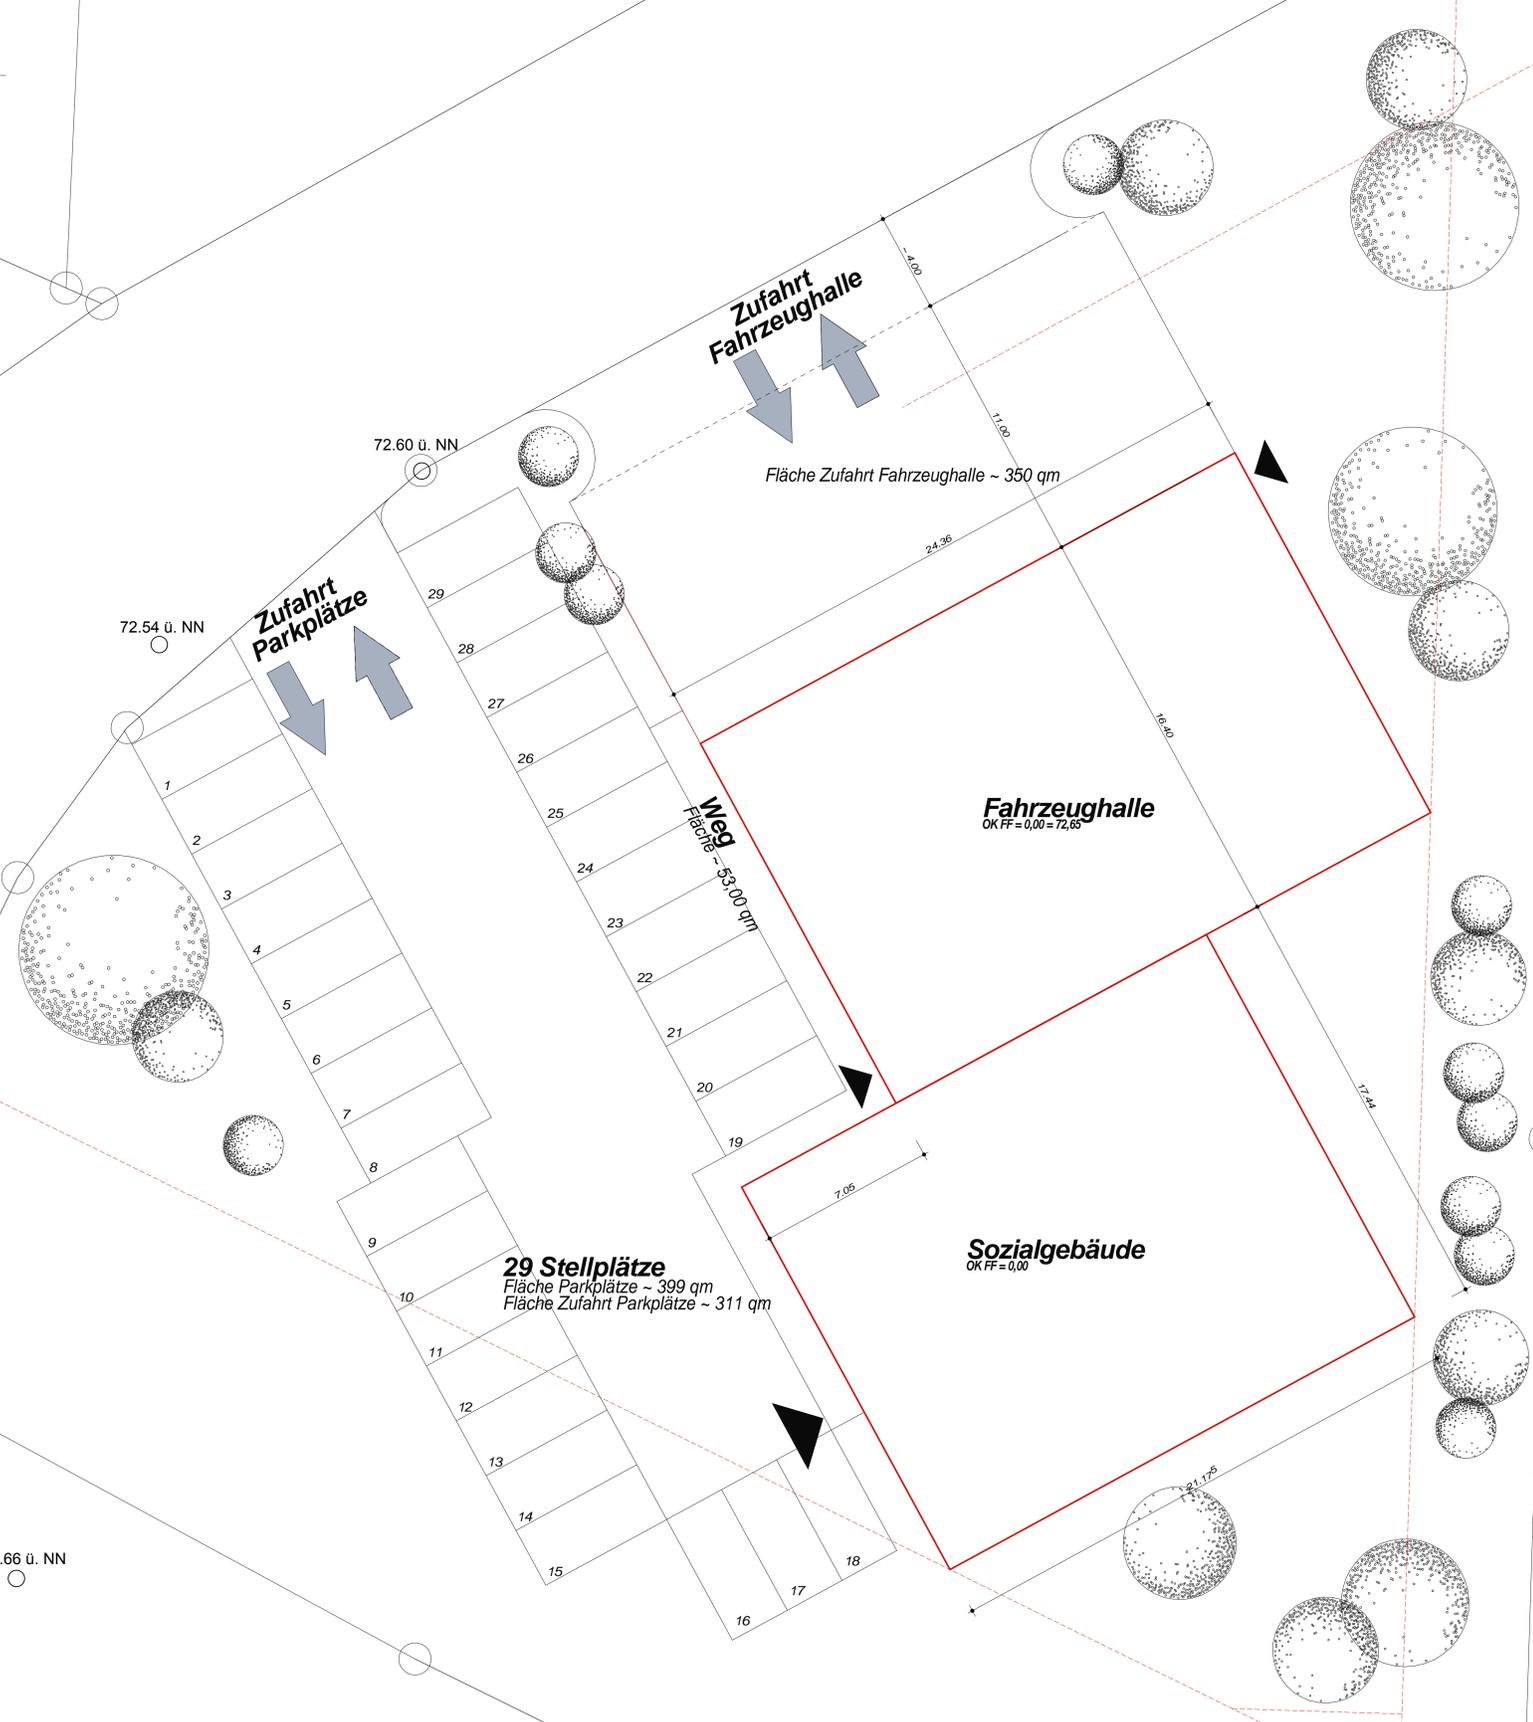 ~ 4.00
Zufahrt
Fahrzeughalle
11.00
72.60 ü. NN
Fläche Zufahrt Fahrzeughalle ~ 350 qm
24.36
29
Zufahrt
Parkplätze
72.54 ü. NN
28
27
16.40
26
1
25
Fahrzeughalle
OK FF = 0,00 = 72,65
Weg
Fläche ~ 53,00 qm
2
24
3
23
4
22
5
21
6
20
17.44
7
19
8
7.05
9
Sozialgebäude
OK FF = 0,00
29 Stellplätze
Fläche Parkplätze ~ 399 qm
10
Fläche Zufahrt Parkplätze ~ 311 qm
11
12
13
21.17⁵
14
.66 ü. NN
15
18
17
16